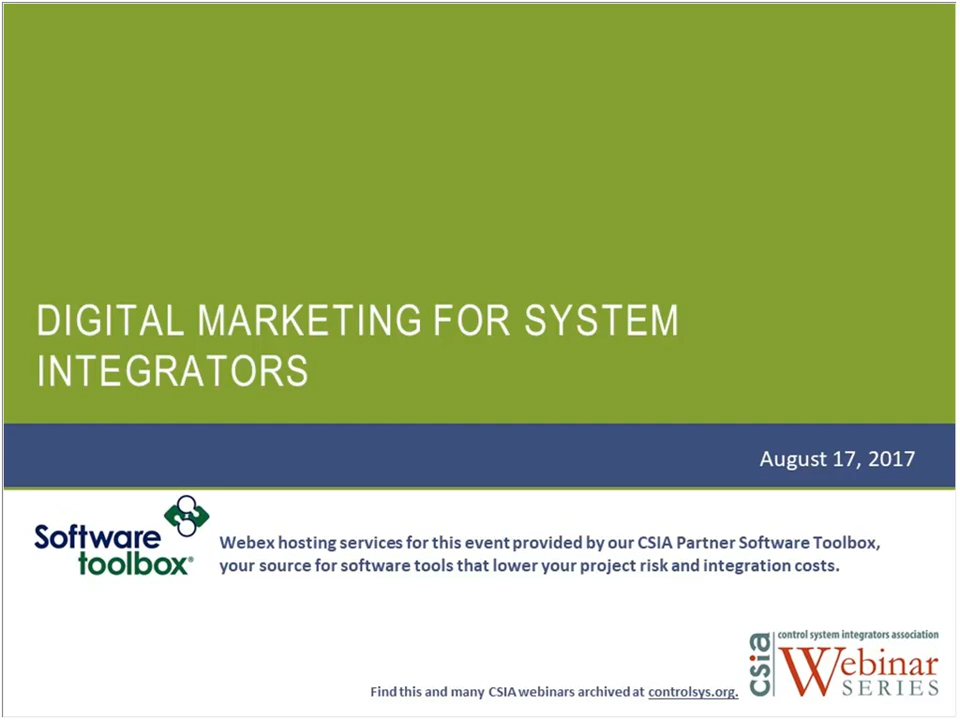 DIGITAL MARKETING FOR SYSTEM
INTEGRATORS
August 17, 2017
Software
toolbox®
Webex hosting services for this event provided by our CSIA Partner Software Toolbox,
your source for software tools that lower your project risk and integration costs.
csia
control system integrators association
Webinar
SERIES
Find this and many CSIA webinars archived at controlsys.org.